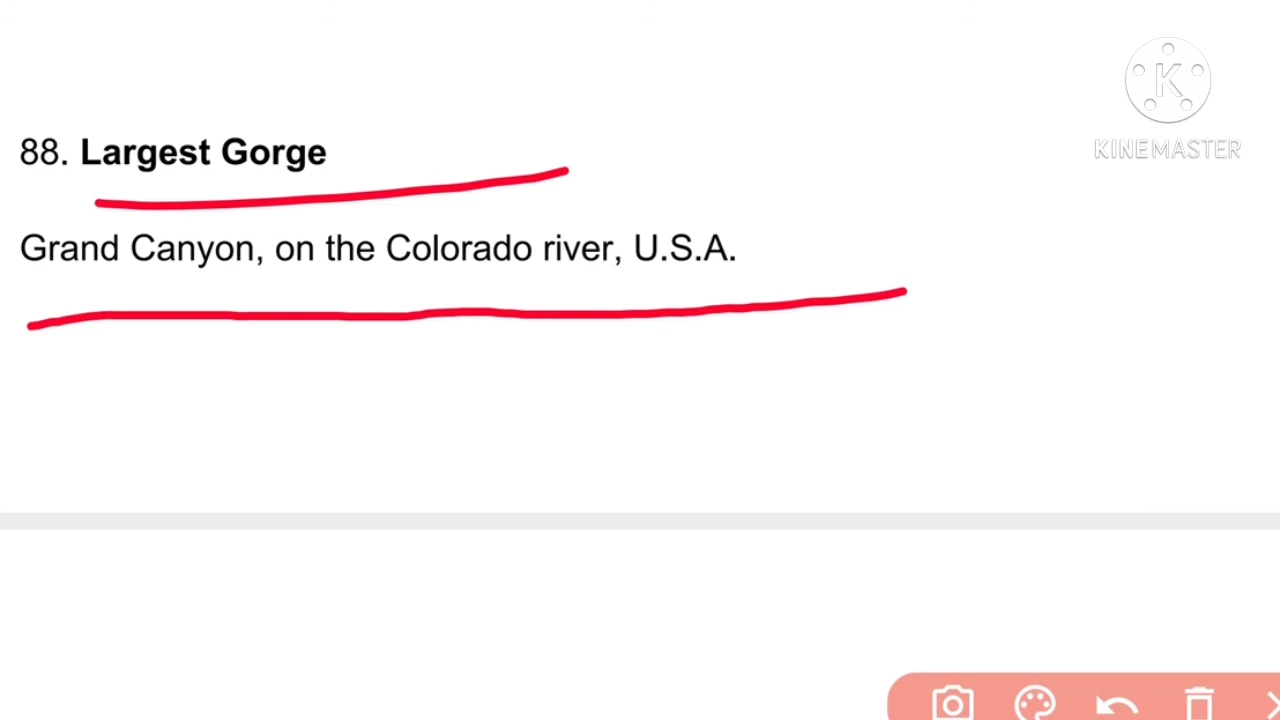 88. Largest Gorge
Grand Canyon, on the Colorado river, U.S.A.
K
KINEMASTER